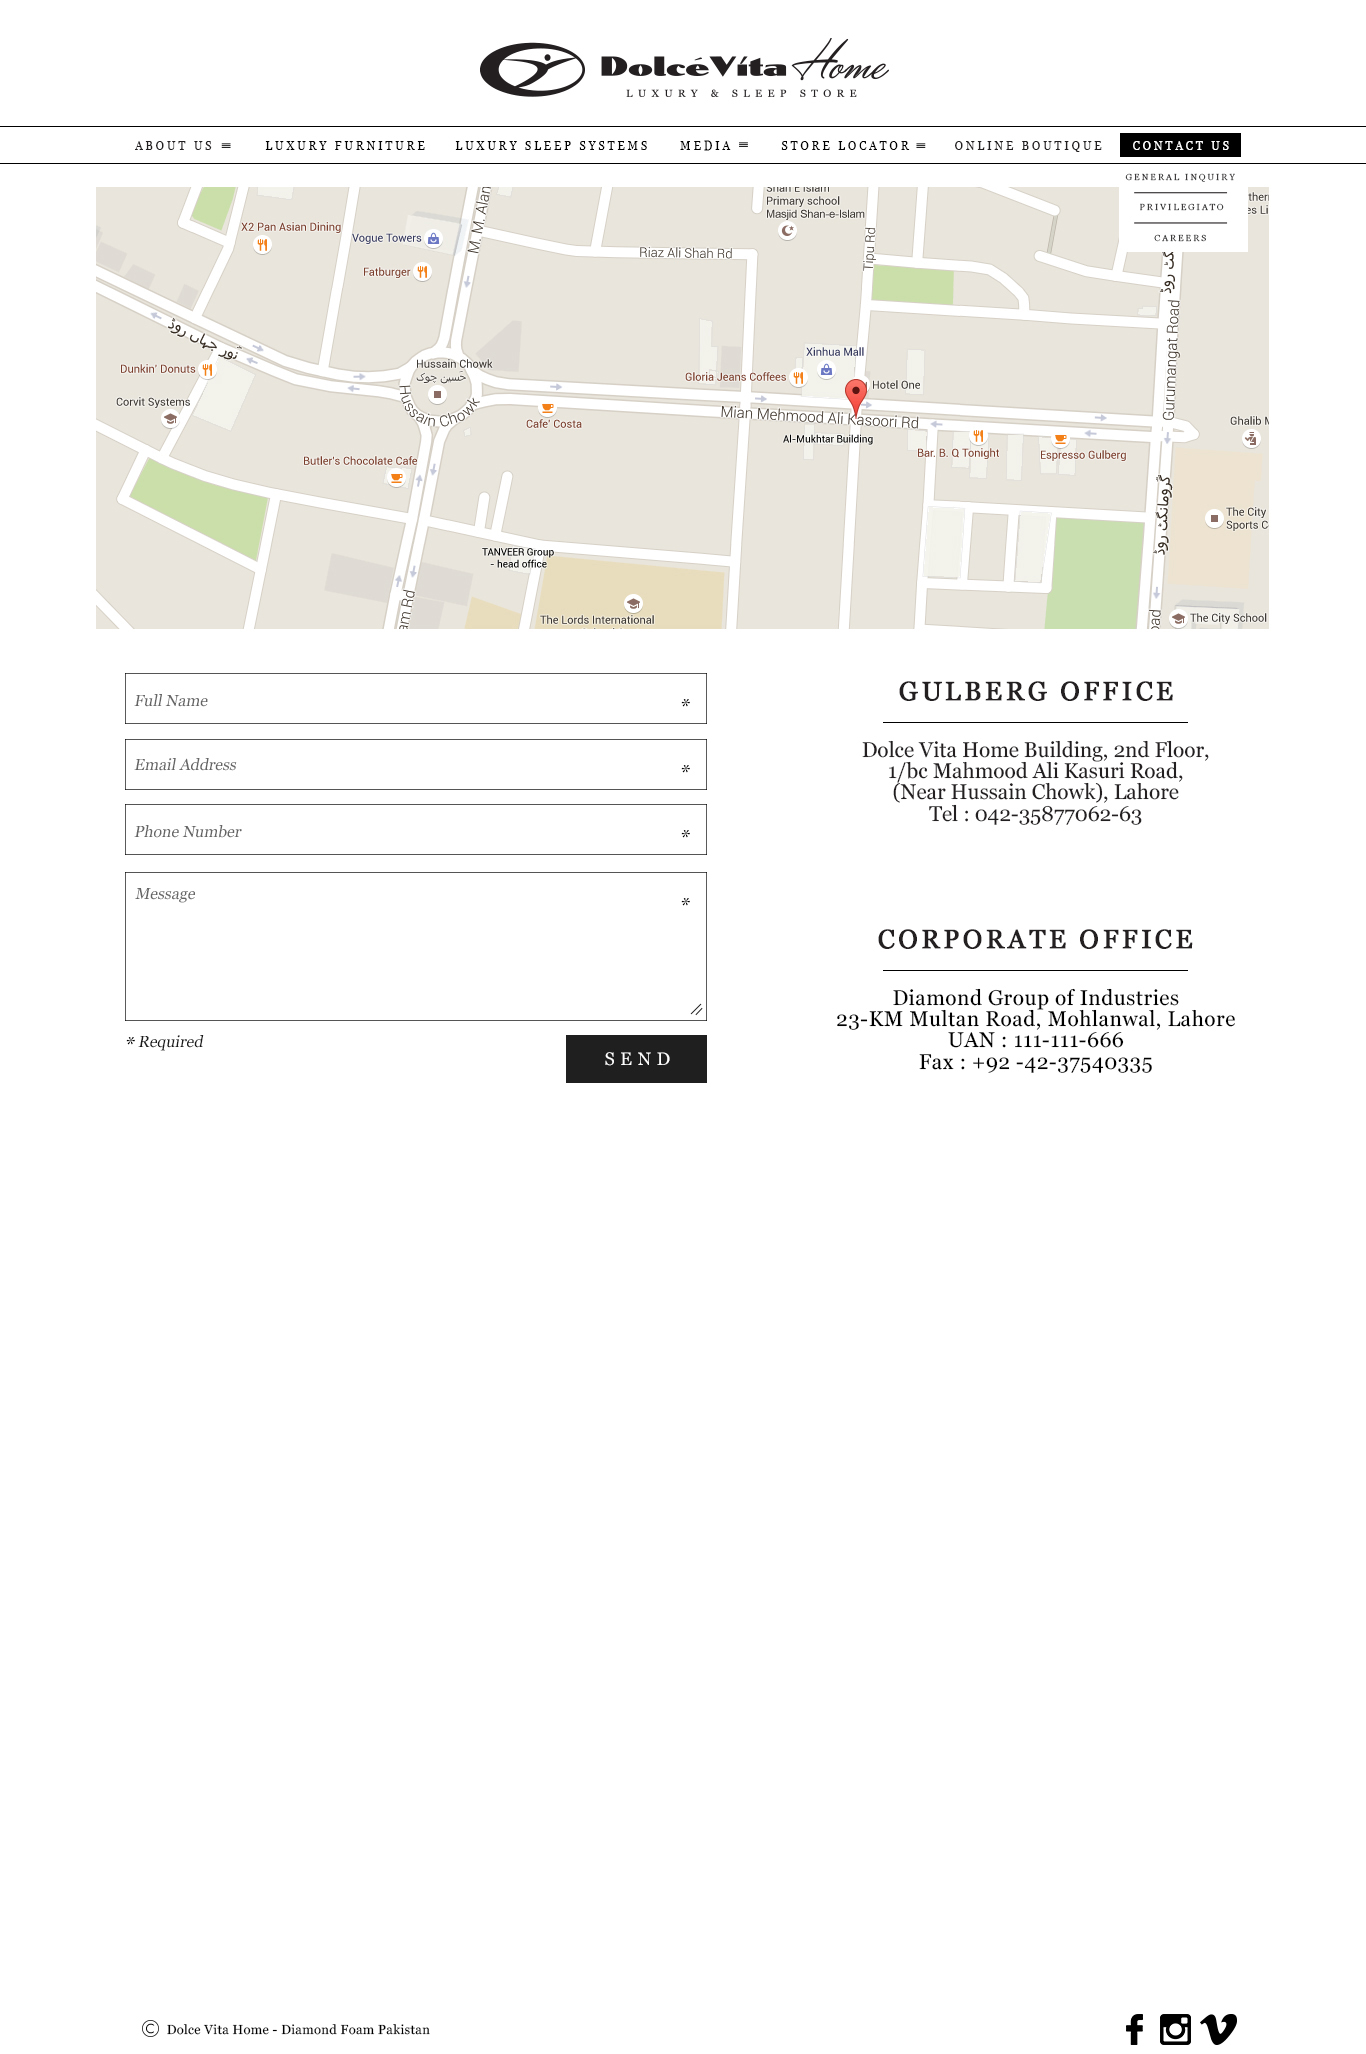 DolcéVíta Home
LUXURY & SLEEP STORE
ABOUT US
LUXURY FURNITURE
LUXURY SLEEP SYSTEMS
MEDIA
STORE LOCATOR
ONLINE BOUTIQUE
CONTACT US
GENERAL INQUIRY
PRIVILEGIATO
CAREERS
Shan E Islam
Primary school
Masjid Shan-e-Islam
X2 Pan Asian Dining
Vogue Towers
M. M. Alam
Fatburger
Riaz Ali Shah Rd
Tipu Rd
گٹ روڈ
نور جہاں روڈ
Hussain Chowk
حسین چوک
Hussain Chowk
Dunkin' Donuts
Corvit Systems
Xinhua Mall
Gloria Jeans Coffees
Hotel One
Cafe' Costa
Mian Mehmood Ali Kasoori Rd
Al-Mukhtar Building
Gurumangat Road
Ghalib M
Bar. B. Q Tonight
Espresso Gulberg
Butler's Chocolate Cafe
گرومانگٹ روڈ
The City
Sports C
TANVEER Group
- head office
am Rd
The Lords International
oad
The City School
Full Name *
Email Address *
Phone Number *
Message *
* Required
SEND
GULBERG OFFICE
Dolce Vita Home Building, 2nd Floor,
1/bc Mahmood Ali Kasuri Road,
(Near Hussain Chowk), Lahore
Tel : 042-35877062-63
CORPORATE OFFICE
Diamond Group of Industries
23-KM Multan Road, Mohlanwal, Lahore
UAN : 111-111-666
Fax : +92 -42-37540335
© Dolce Vita Home - Diamond Foam Pakistan